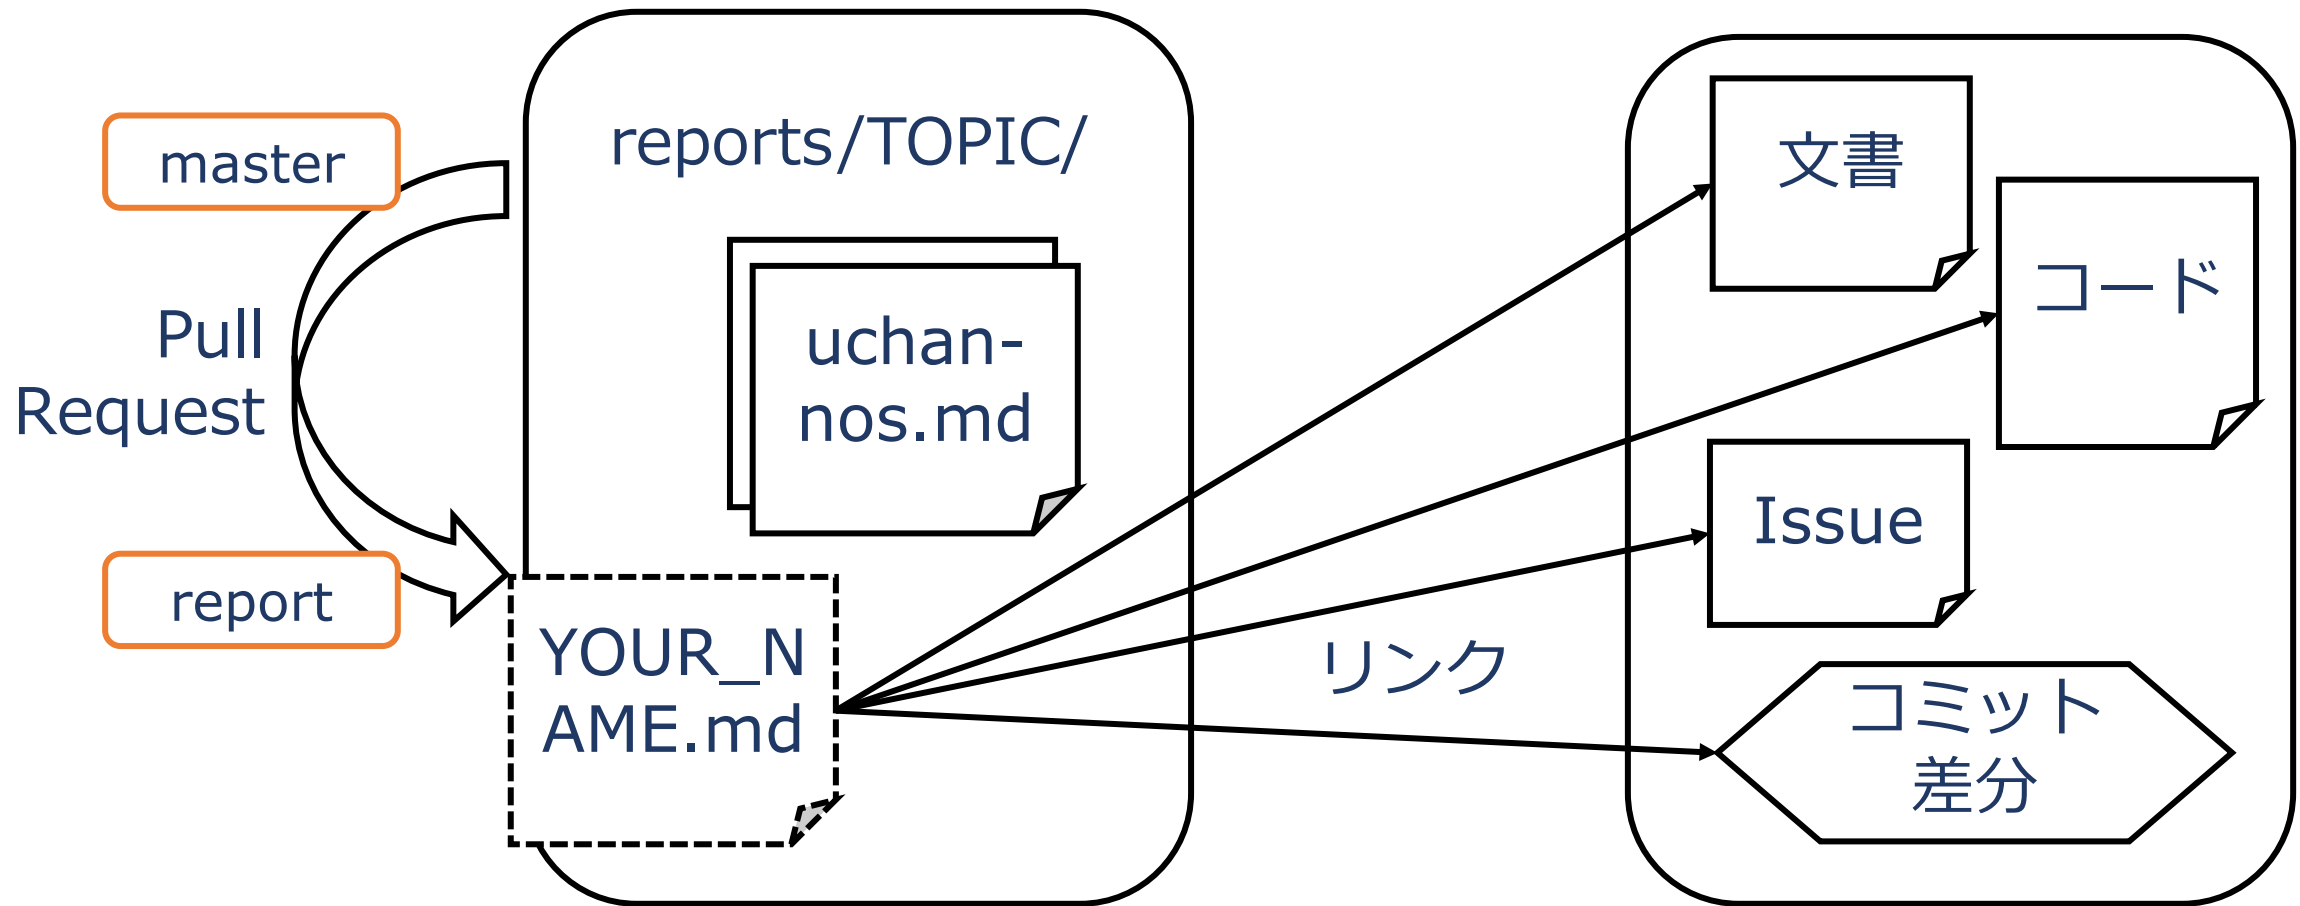 master
Pull
Request
report
reports/TOPIC/
uchan-
nos.md
YOUR_N
AME.md
リンク
文書
コード
Issue
コミット
差分